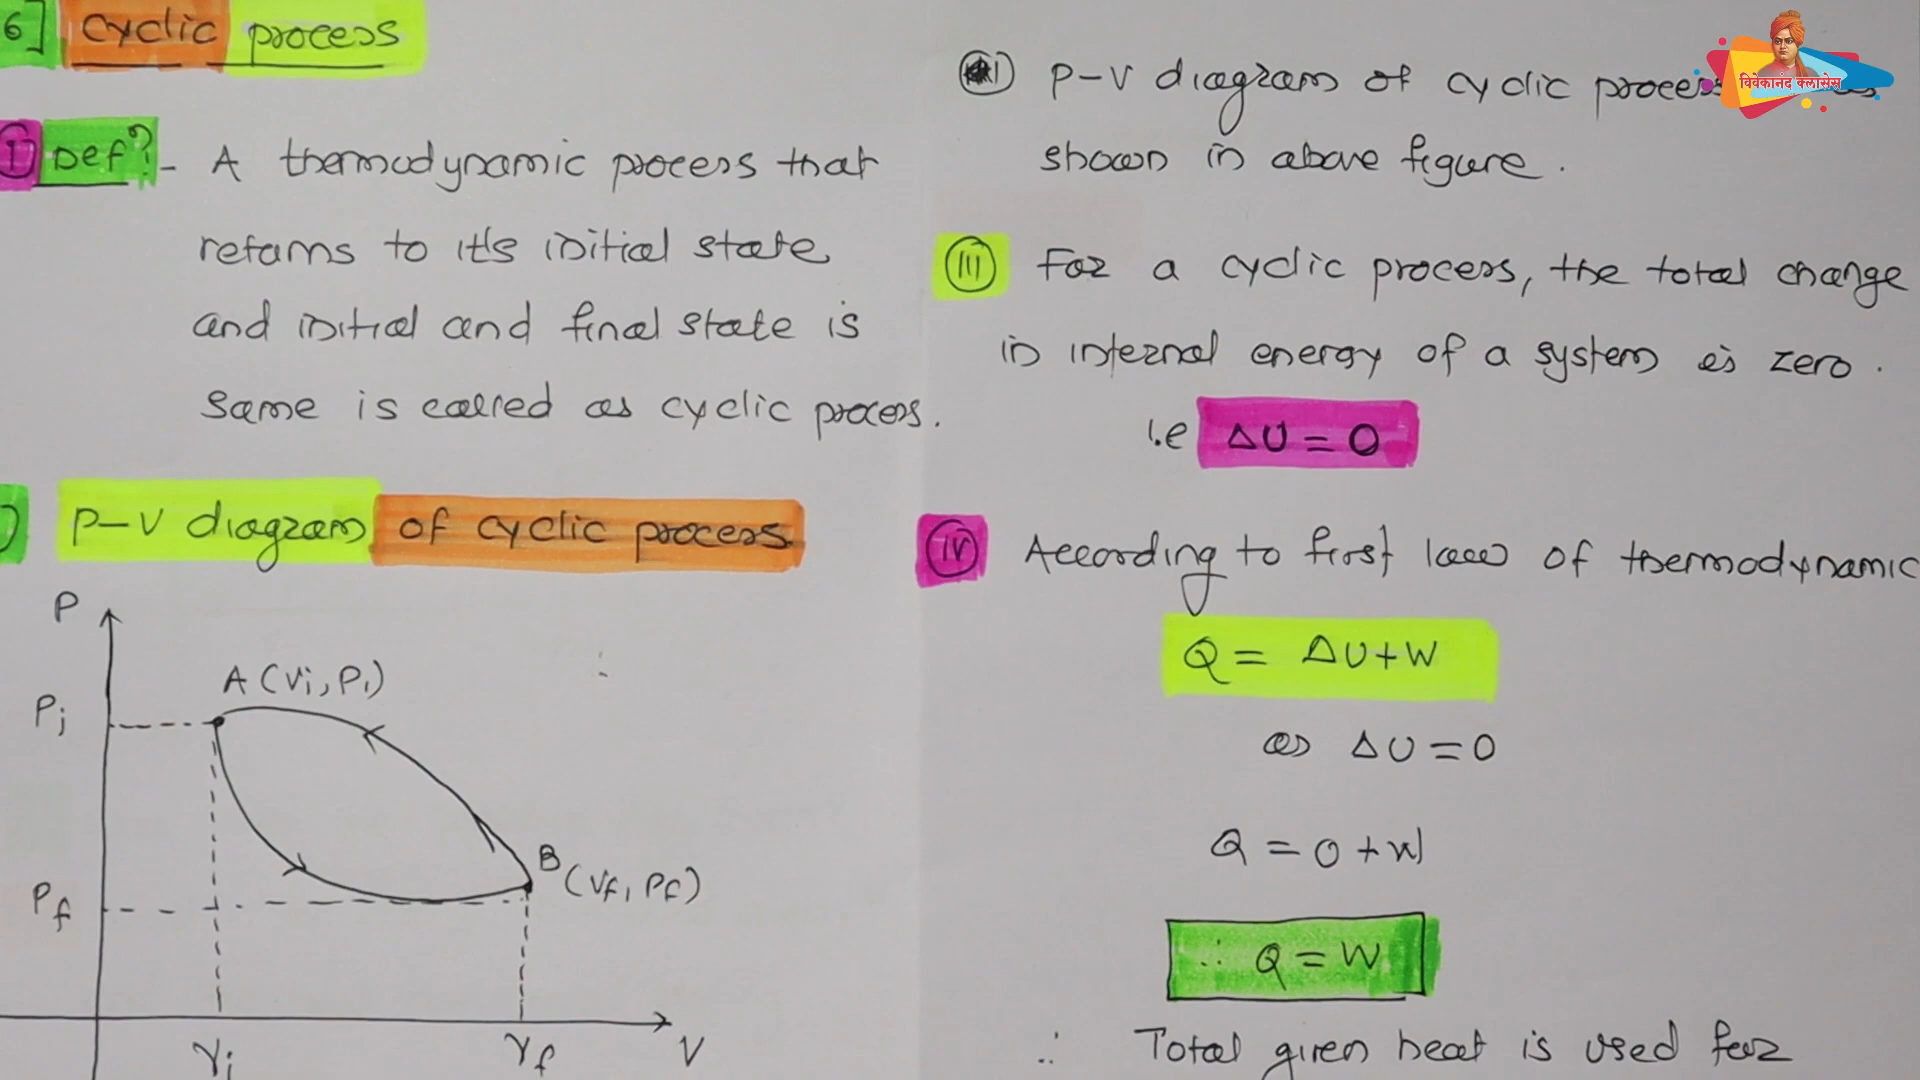 6] Cyclic process
i) Def? - A thermodynamic process that
returns to it's initial state
and initial and final state is
same is called as cyclic process.
) P-V diagram of cyclic process
P
A (Vi, Pi)
Pi
B (Vf, Pf)
Pf
Vi
Vf
V
P-V diagram of cyclic process
shown in above figure.
iii) For a cyclic process, the total change
in internal energy of a system is zero.
i.e ΔU = 0
iv) According to first law of thermodynamic
Q = ΔU+W
as ΔU = 0
Q = 0 + W
∴ Q = W
∴ Total given heat is used for
विवेकानंद क्लासेस